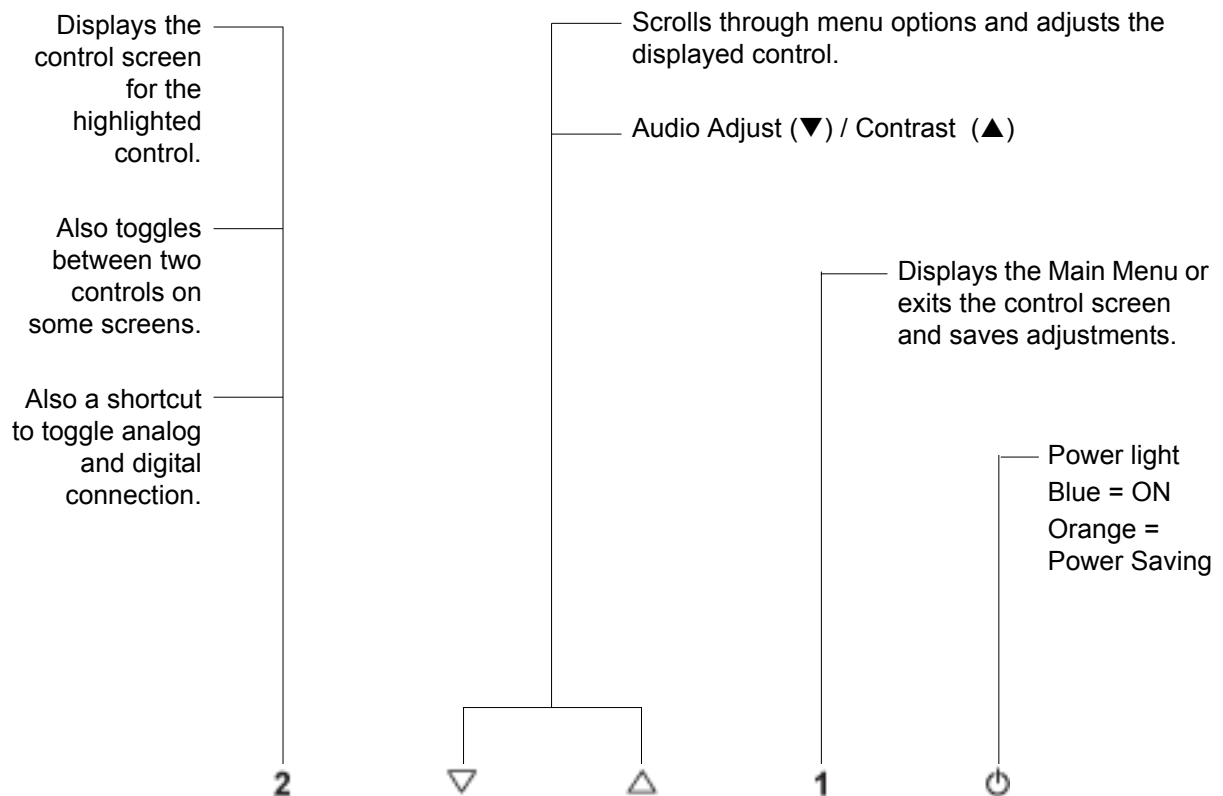 Displays the
control screen
for the
highlighted
control.
Also toggles
between two
controls on
some screens.
Also a shortcut
to toggle analog
and digital
connection.
Scrolls through menu options and adjusts the
displayed control.
Audio Adjust (▼) / Contrast (▲)
Displays the Main Menu or
exits the control screen
and saves adjustments.
Power light
Blue = ON
Orange =
Power Saving
2 ▽ △ 1 ⏻